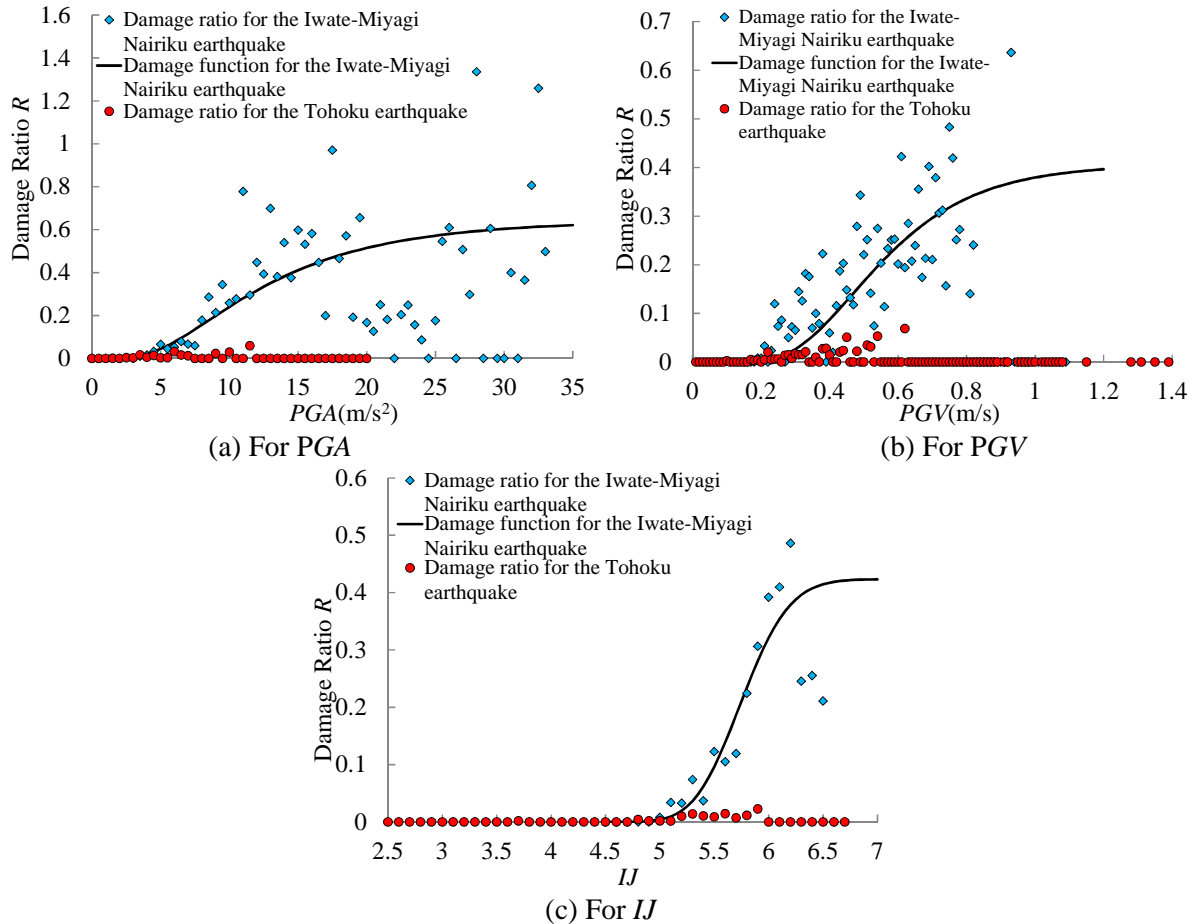 1.6
1.4
1.2
1
0.8
0.6
0.4
0.2
0
Damage Ratio R
Damage ratio for the Iwate-Miyagi
Nairiku earthquake
Damage function for the Iwate-Miyagi
Nairiku earthquake
Damage ratio for the Tohoku earthquake
0 5 10 15 20 25 30 35
PGA(m/s²)
(a) For PGA
0.7
0.6
0.5
0.4
0.3
0.2
0.1
0
Damage Ratio R
Damage ratio for the Iwate-
Miyagi Nairiku earthquake
Damage function for the Iwate-
Miyagi Nairiku earthquake
Damage ratio for the Tohoku
earthquake
0 0.2 0.4 0.6 0.8 1 1.2 1.4
PGV(m/s)
(b) For PGV
0.6
0.5
0.4
0.3
0.2
0.1
0
Damage Ratio R
Damage ratio for the Iwate-Miyagi
Nairiku earthquake
Damage function for the Iwate-Miyagi
Nairiku earthquake
Damage ratio for the Tohoku
earthquake
2.5 3 3.5 4 4.5 5 5.5 6 6.5 7
IJ
(c) For IJ